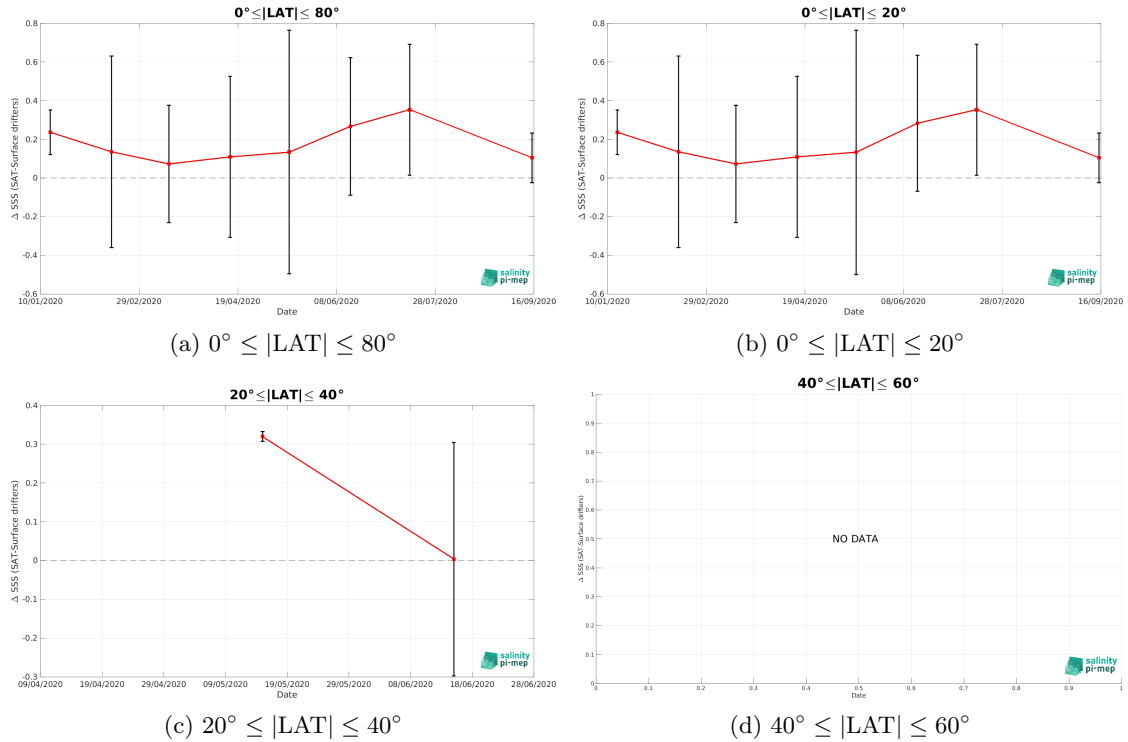 0°≤|LAT|≤ 80°
Δ SSS (SAT-Surface drifters)
0.8
0.6
0.4
0.2
0
-0.2
-0.4
-0.6
10/01/2020 29/02/2020 19/04/2020 08/06/2020 28/07/2020 16/09/2020
Date
salinity
pi-mep
(a) 0° ≤ |LAT| ≤ 80°
0°≤|LAT|≤ 20°
Δ SSS (SAT-Surface drifters)
0.8
0.6
0.4
0.2
0
-0.2
-0.4
-0.6
10/01/2020 29/02/2020 19/04/2020 08/06/2020 28/07/2020 16/09/2020
Date
salinity
pi-mep
(b) 0° ≤ |LAT| ≤ 20°
20°≤|LAT|≤ 40°
Δ SSS (SAT-Surface drifters)
0.4
0.3
0.2
0.1
0
-0.1
-0.2
-0.3
09/04/2020 19/04/2020 29/04/2020 09/05/2020 19/05/2020 29/05/2020 08/06/2020 18/06/2020 28/06/2020
Date
salinity
pi-mep
(c) 20° ≤ |LAT| ≤ 40°
40°≤|LAT|≤ 60°
Δ SSS (SAT-Surface drifters)
1
0.9
0.8
0.7
0.6
0.5
0.4
0.3
0.2
0.1
0
NO DATA
0 0.1 0.2 0.3 0.4 0.5 0.6 0.7 0.8 0.9 1
Date
salinity
pi-mep
(d) 40° ≤ |LAT| ≤ 60°